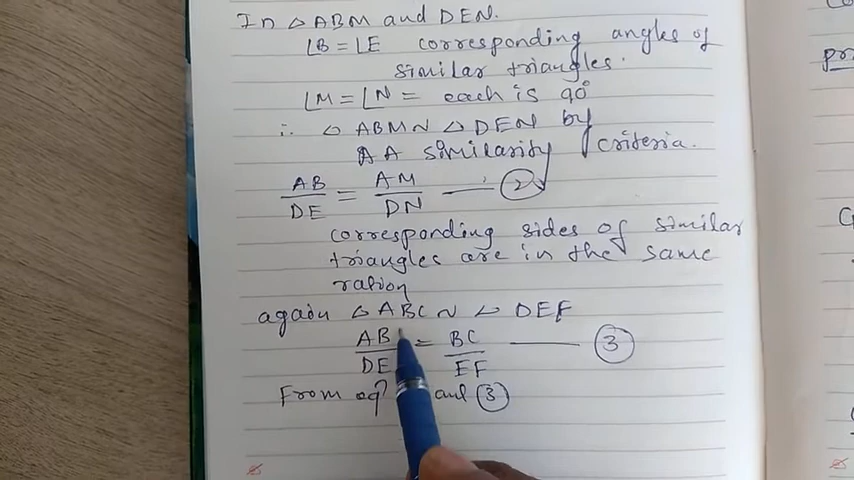 In △ABM and DEN.
∠B = ∠E corresponding angles of
similar triangles.
∠M = ∠N = each is 90°
∴ △ABM ~ △DEN by
AA similarity criteria.
AB/DE = AM/DN —— ②
corresponding sides of similar
triangles are in the same
ration
again △ABC ~ △DEF
AB/DE = BC/EF —— ③
From eqⁿ and ③